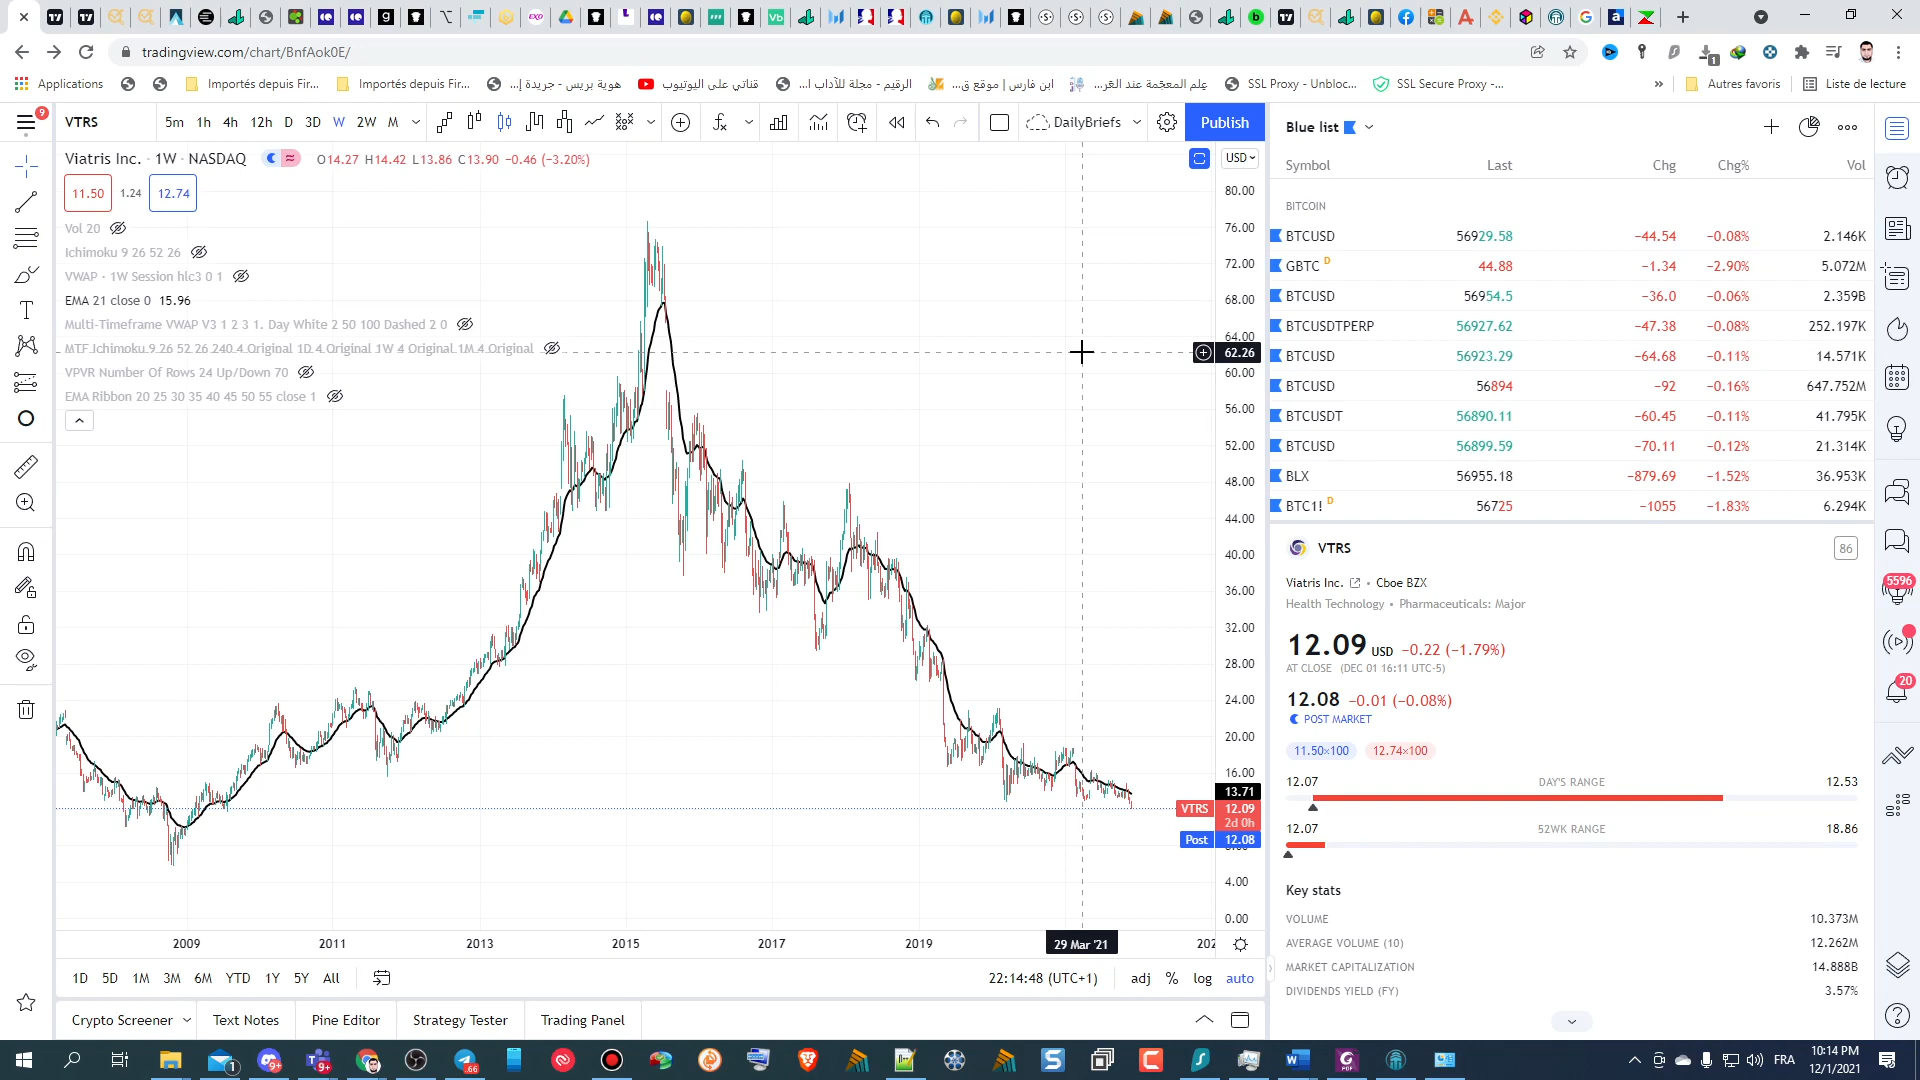 tradingview.com/chart/BnfAok0E/
1
Applications
Importés depuis Fir...
Importés depuis Fir...
هوية بريس - جريدة إ...
قناتي على اليوتيوب
الرقيم - مجلة للآداب ا...
ابن فارس | موقع ق...
علم المعجمة عند العَر...
SSL Proxy - Unbloc...
SSL Secure Proxy -...
»
Autres favoris
Liste de lecture
9
VTRS
5m 1h 4h 12h D 3D W 2W M
DailyBriefs
Publish
Viatris Inc. · 1W · NASDAQ
O14.27 H14.42 L13.86 C13.90 −0.46 (−3.20%)
USD
11.50 1.24 12.74
Vol 20
Ichimoku 9 26 52 26
VWAP · 1W Session hlc3 0 1
EMA 21 close 0 15.96
Multi-Timeframe VWAP V3 1 2 3 1. Day White 2 50 100 Dashed 2 0
MTF Ichimoku 9 26 52 26 240 4 Original 1D 4 Original 1W 4 Original 1M 4 Original
VPVR Number Of Rows 24 Up/Down 70
EMA Ribbon 20 25 30 35 40 45 50 55 close 1
80.00
76.00
72.00
68.00
64.00
62.26
60.00
56.00
52.00
48.00
44.00
40.00
36.00
32.00
28.00
24.00
20.00
16.00
13.71
VTRS 12.09
2d 0h
Post 12.08
4.00
0.00
2009 2011 2013 2015 2017 2019 29 Mar '21 202
1D 5D 1M 3M 6M YTD 1Y 5Y All
22:14:48 (UTC+1) adj % log auto
Crypto Screener Text Notes Pine Editor Strategy Tester Trading Panel
Blue list
Symbol Last Chg Chg% Vol
BITCOIN
BTCUSD 56929.58 −44.54 −0.08% 2.146K
GBTC D 44.88 −1.34 −2.90% 5.072M
BTCUSD 56954.5 −36.0 −0.06% 2.359B
BTCUSDTPERP 56927.62 −47.38 −0.08% 252.197K
BTCUSD 56923.29 −64.68 −0.11% 14.571K
BTCUSD 56894 −92 −0.16% 647.752M
BTCUSDT 56890.11 −60.45 −0.11% 41.795K
BTCUSD 56899.59 −70.11 −0.12% 21.314K
BLX 56955.18 −879.69 −1.52% 36.953K
BTC1! D 56725 −1055 −1.83% 6.294K
VTRS 86
Viatris Inc. • Cboe BZX
Health Technology • Pharmaceuticals: Major
12.09 USD −0.22 (−1.79%)
AT CLOSE (DEC 01 16:11 UTC-5)
12.08 −0.01 (−0.08%)
POST MARKET
11.50×100 12.74×100
12.07 DAY'S RANGE 12.53
12.07 52WK RANGE 18.86
Key stats
VOLUME 10.373M
AVERAGE VOLUME (10) 12.262M
MARKET CAPITALIZATION 14.888B
DIVIDENDS YIELD (FY) 3.57%
5596
20
FRA
10:14 PM
12/1/2021